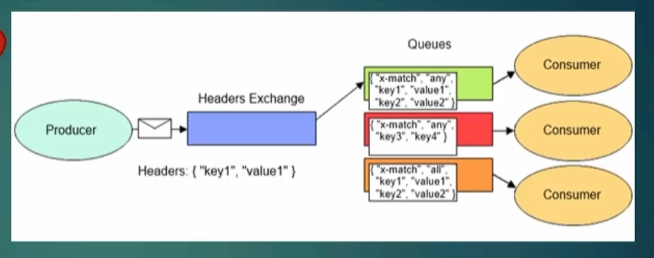 Queues
Headers Exchange
Producer
Headers: { "key1", "value1" }
{ "x-match", "any",
"key1", "value1",
"key2", "value2" }
{ "x-match", "any",
"key3", "key4" }
{ "x-match", "all",
"key1", "value1",
"key2", "value2" }
Consumer
Consumer
Consumer